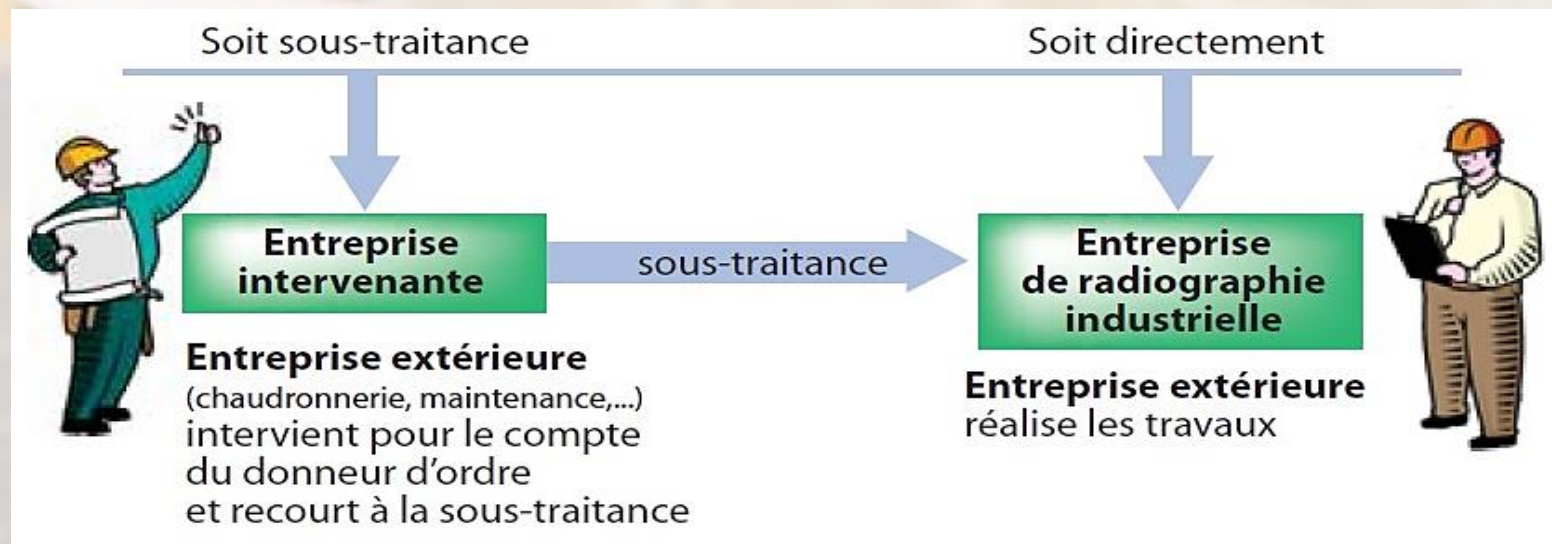 Soit sous-traitance
Soit directement
Entreprise
intervenante
sous-traitance
Entreprise
de radiographie
industrielle
Entreprise extérieure
(chaudronnerie, maintenance,...)
intervient pour le compte
du donneur d’ordre
et recourt à la sous-traitance
Entreprise extérieure
réalise les travaux